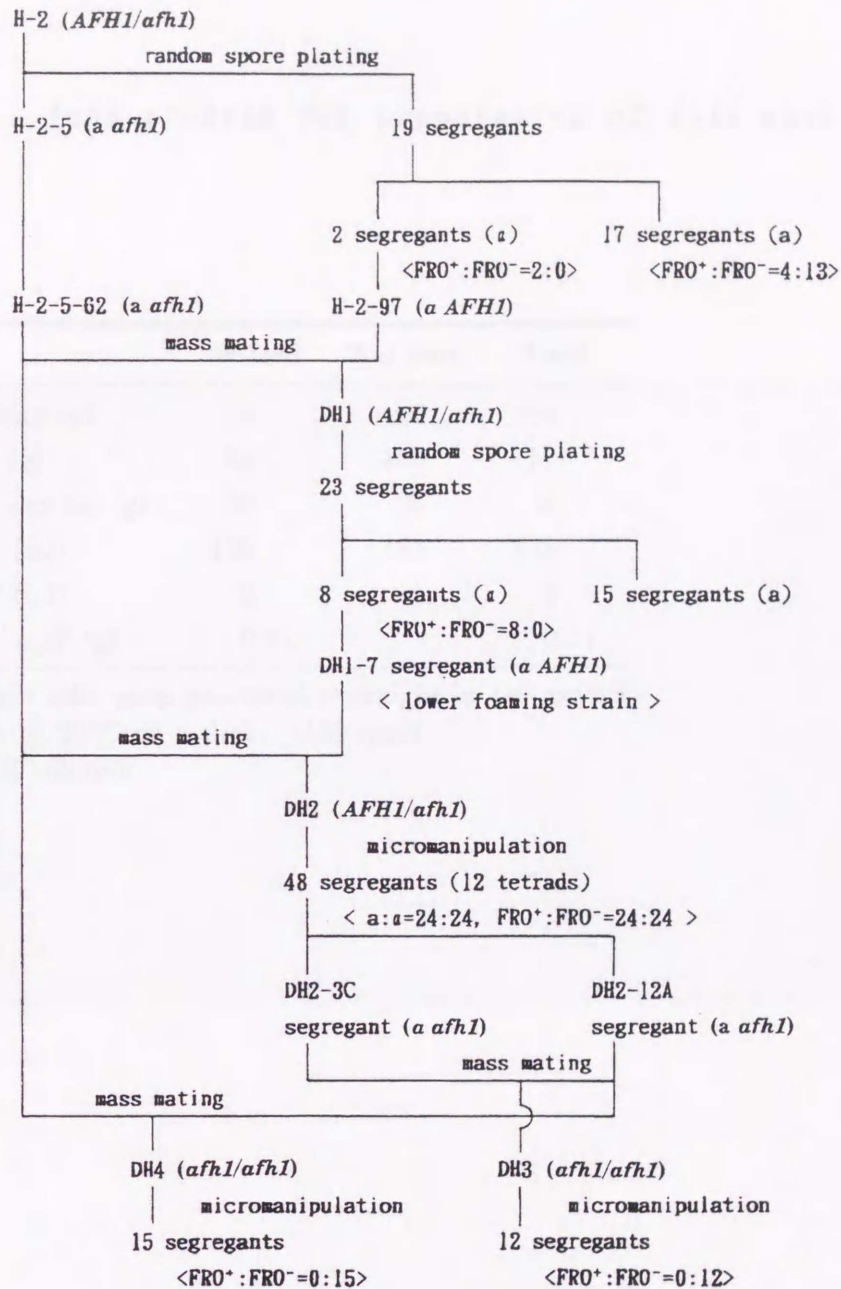 H-2 (AFH1/afh1)
random spore plating
H-2-5 (a afh1)
19 segregants
2 segregants (α)
17 segregants (a)
<FRO⁺:FRO⁻=2:0>
<FRO⁺:FRO⁻=4:13>
H-2-5-62 (a afh1)
H-2-97 (α AFH1)
mass mating
DH1 (AFH1/afh1)
random spore plating
23 segregants
8 segregants (α)
15 segregants (a)
<FRO⁺:FRO⁻=8:0>
DH1-7 segregant (α AFH1)
< lower foaming strain >
mass mating
DH2 (AFH1/afh1)
micromanipulation
48 segregants (12 tetrads)
< a:α=24:24, FRO⁺:FRO⁻=24:24 >
DH2-3C
DH2-12A
segregant (α afh1)
segregant (a afh1)
mass mating
mass mating
DH4 (afh1/afh1)
DH3 (afh1/afh1)
micromanipulation
micromanipulation
15 segregants
12 segregants
<FRO⁺:FRO⁻=0:15>
<FRO⁺:FRO⁻=0:12>